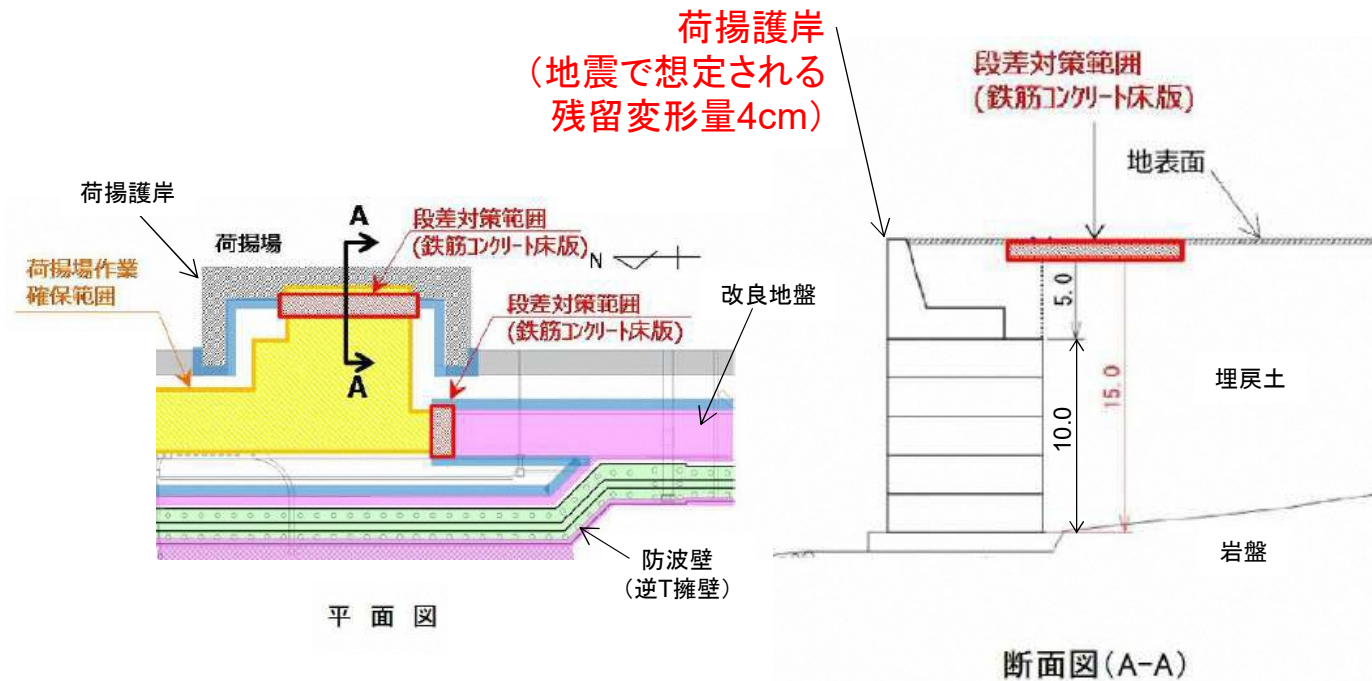 荷揚護岸
（地震で想定される
残留変形量4cm）
荷揚護岸
荷揚場
荷揚場作業
確保範囲
A
A
段差対策範囲
(鉄筋コンクリート床版)
N
段差対策範囲
(鉄筋コンクリート床版)
改良地盤
防波壁
（逆T擁壁）
平 面 図
段差対策範囲
(鉄筋コンクリート床版)
地表面
5.0
15.0
10.0
埋戻土
岩盤
断面図(A-A)